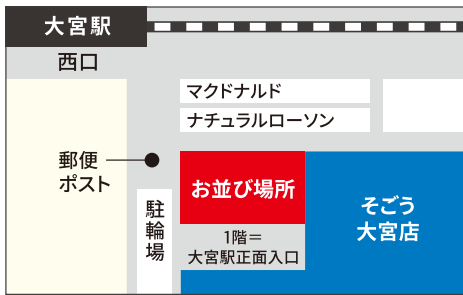 大宮駅
西口
マクドナルド
ナチュラルローソン
郵便
ポスト
お並び場所
そごう
大宮店
駐輪場
1階＝
大宮駅正面入口